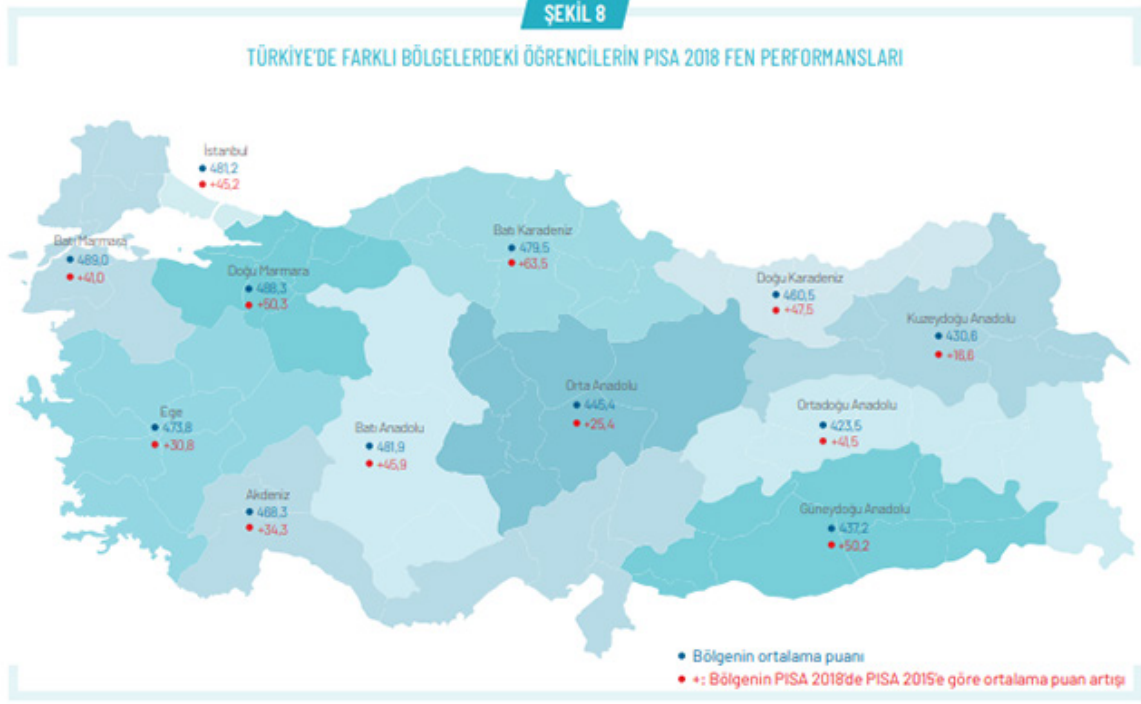 ŞEKİL 8
TÜRKİYE'DE FARKLI BÖLGELERDEKİ ÖĞRENCİLERİN PISA 2018 FEN PERFORMANSLARI
İstanbul
481,2
+45,2
Batı Marmara
489,0
+41,0
Doğu Marmara
488,3
+50,3
Batı Karadeniz
479,5
+63,5
Doğu Karadeniz
460,5
+47,5
Kuzeydoğu Anadolu
430,6
+16,6
Ege
473,8
+30,8
Batı Anadolu
481,9
+45,9
Orta Anadolu
445,4
+25,4
Ortadoğu Anadolu
423,5
+41,5
Akdeniz
468,3
+34,3
Güneydoğu Anadolu
437,2
+50,2
Bölgenin ortalama puanı
+: Bölgenin PISA 2018'de PISA 2015'e göre ortalama puan artışı